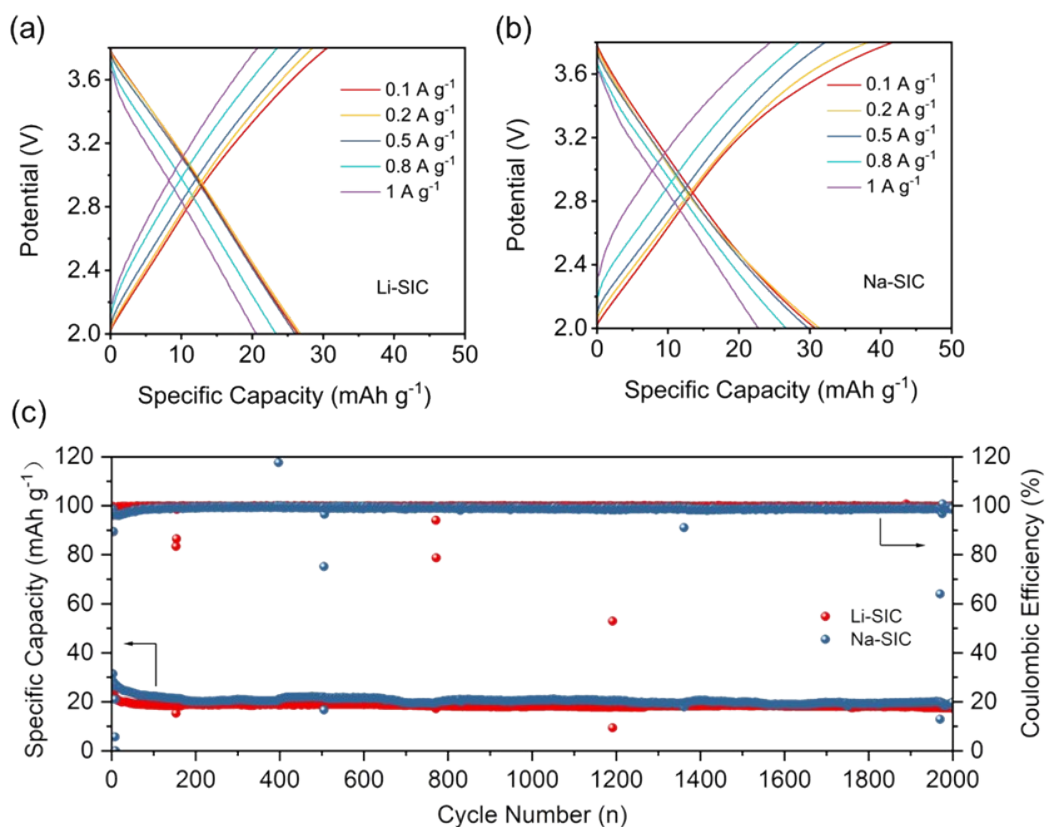 (a)
3.6
3.2
2.8
2.4
2.0
Potential (V)
0.1 A g⁻¹
0.2 A g⁻¹
0.5 A g⁻¹
0.8 A g⁻¹
1 A g⁻¹
Li-SIC
0 10 20 30 40 50
Specific Capacity (mAh g⁻¹)
(b)
3.6
3.2
2.8
2.4
2.0
Potential (V)
0.1 A g⁻¹
0.2 A g⁻¹
0.5 A g⁻¹
0.8 A g⁻¹
1 A g⁻¹
Na-SIC
0 10 20 30 40 50
Specific Capacity (mAh g⁻¹)
(c)
120
100
80
60
40
20
0
Specific Capacity (mAh g⁻¹)
Li-SIC
Na-SIC
120
100
80
60
40
20
0
Coulombic Efficiency (%)
0 200 400 600 800 1000 1200 1400 1600 1800 2000
Cycle Number (n)